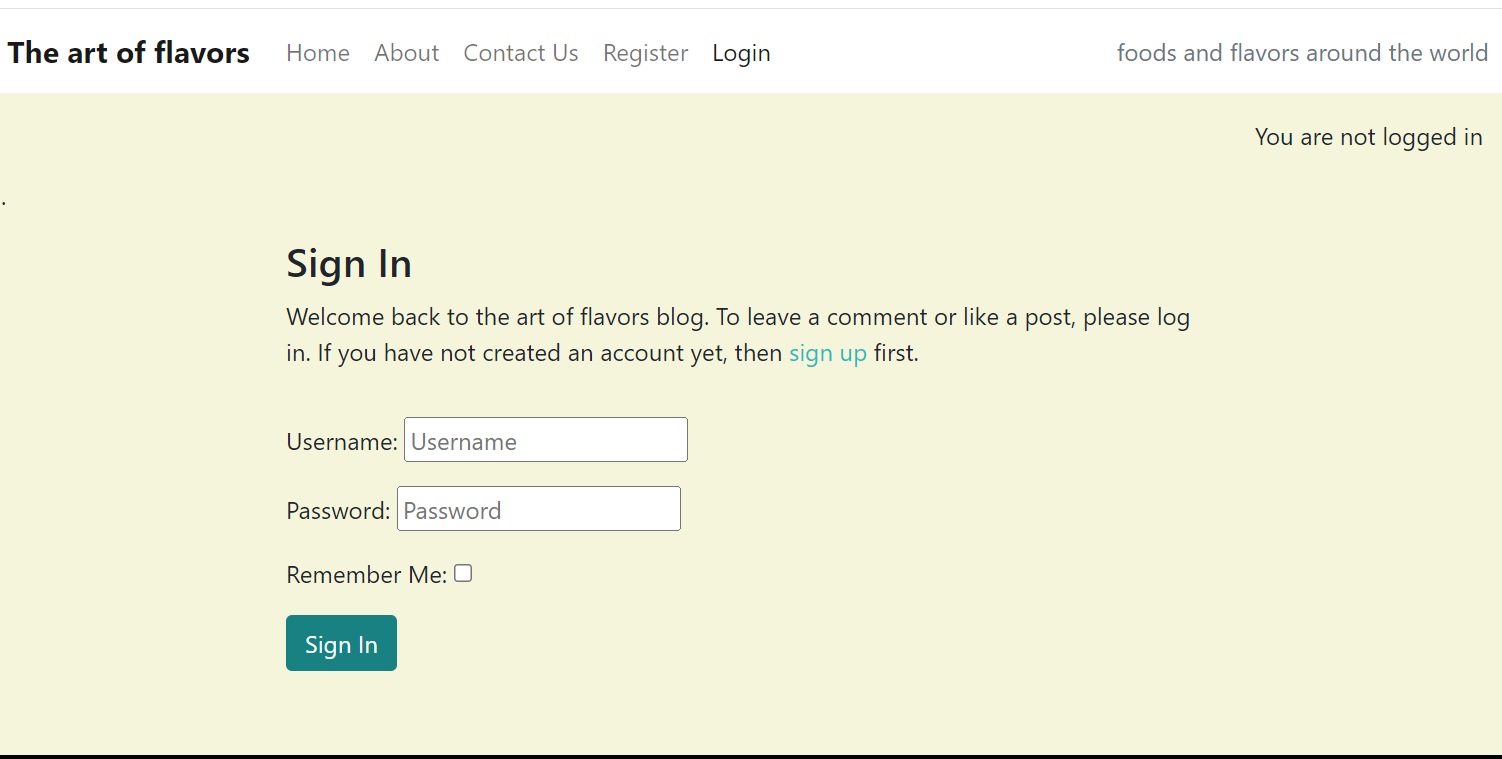 The art of flavors Home About Contact Us Register Login foods and flavors around the world
You are not logged in
.
Sign In
Welcome back to the art of flavors blog. To leave a comment or like a post, please log
in. If you have not created an account yet, then sign up first.
Username: Username
Password: Password
Remember Me:
Sign In